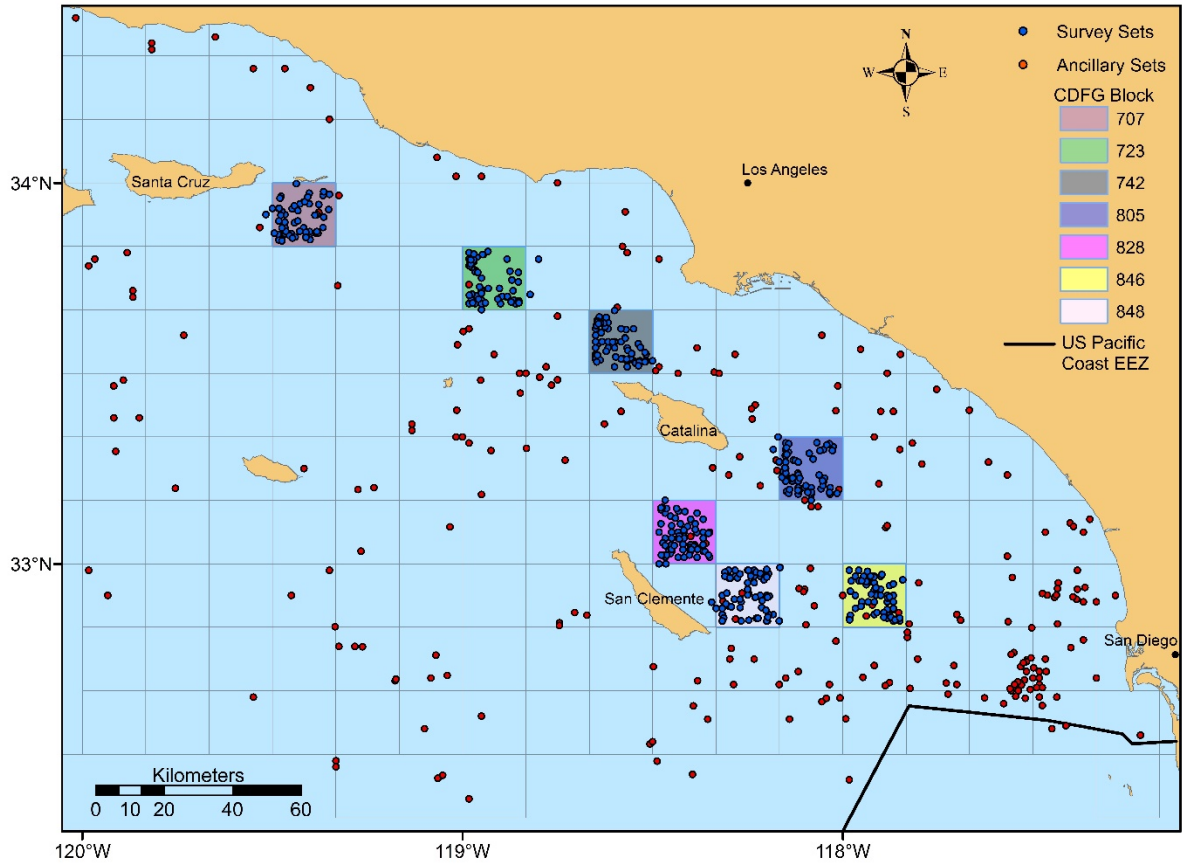 N
W E
S
Survey Sets
Ancillary Sets
CDFG Block
707
723
742
805
828
846
848
US Pacific
Coast EEZ
Los Angeles
34°N
Santa Cruz
Catalina
33°N
San Clemente
San Diego
Kilometers
0 10 20 40 60
120°W 119°W 118°W